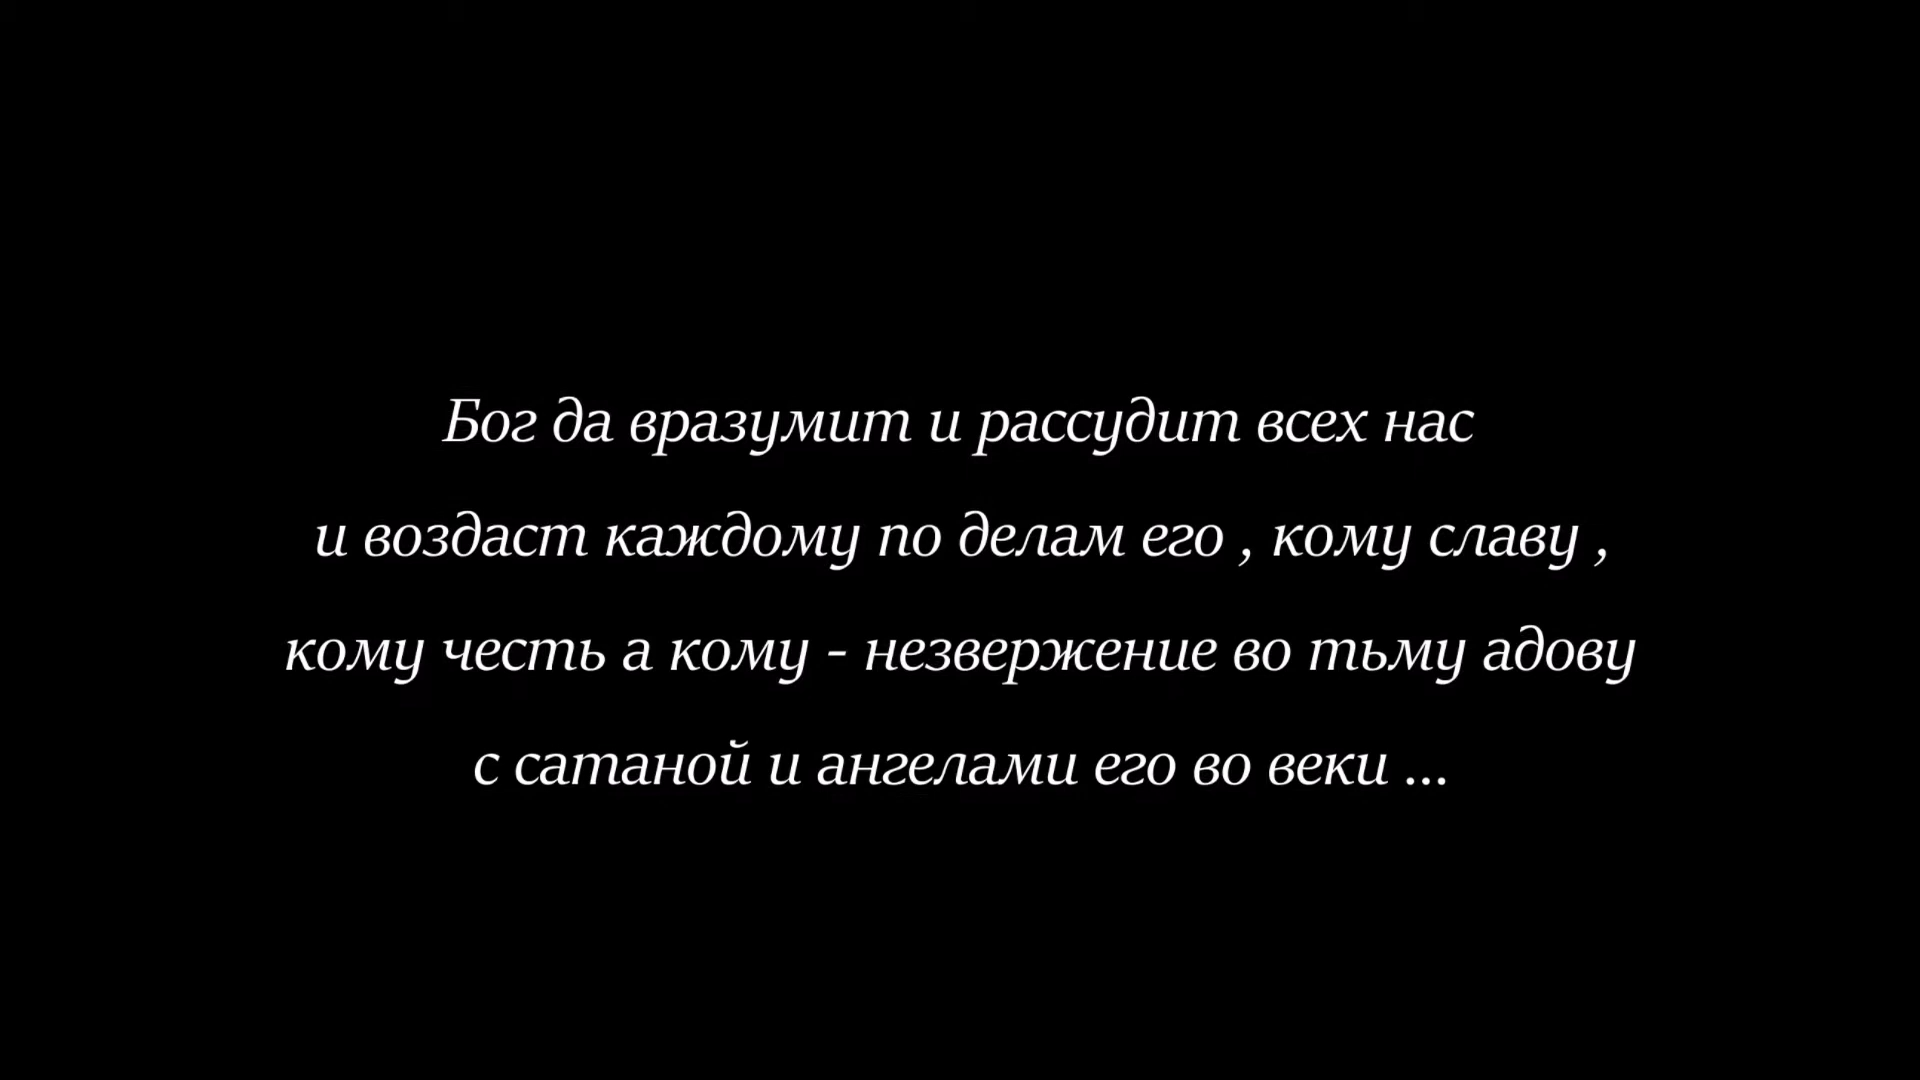 Бог да вразумит и рассудит всех нас
и воздаст каждому по делам его , кому славу ,
кому честь а кому - незвержение во тьму адову
с сатаной и ангелами его во веки ...